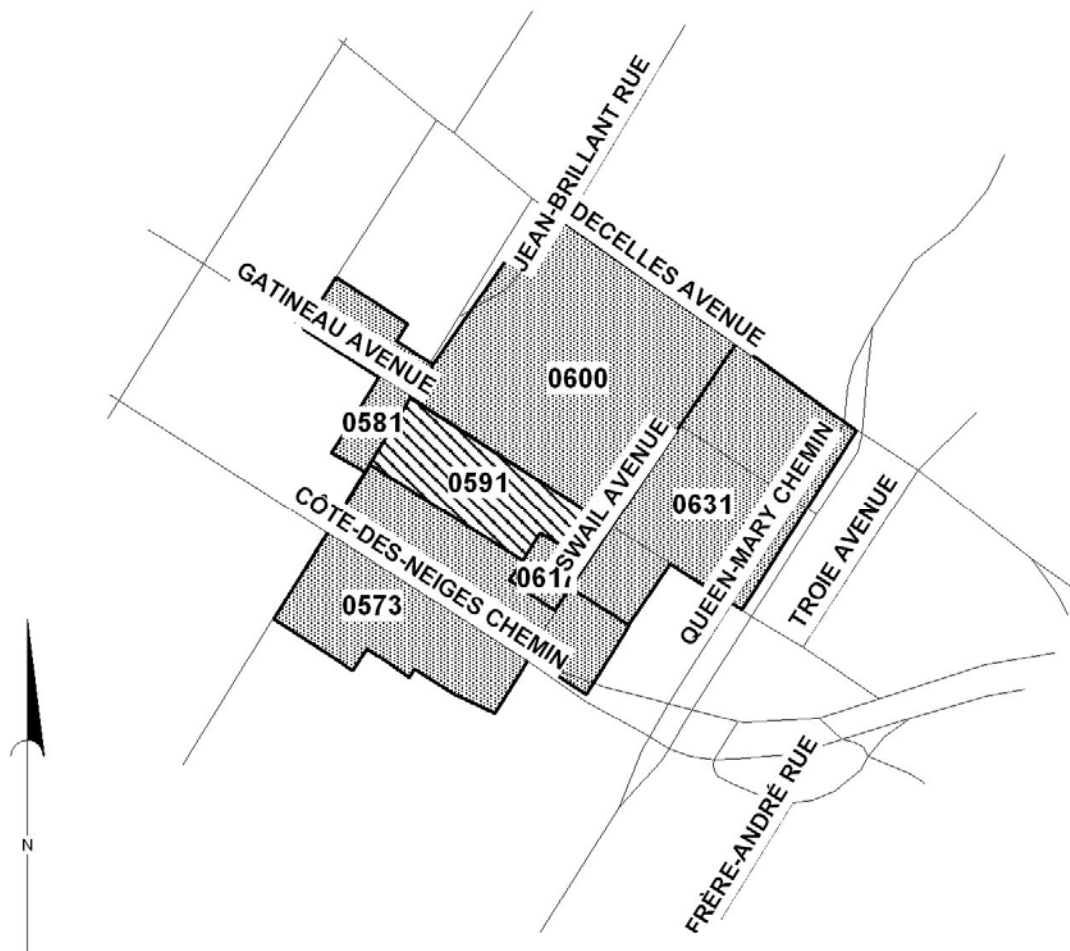 JEAN-BRILLANT RUE
DECELLES AVENUE
GATINEAU AVENUE
0600
0581
0591
SWAIL AVENUE
0631
QUEEN-MARY CHEMIN
TROIE AVENUE
CÔTE-DES-NEIGES CHEMIN
0617
0573
FRÈRE-ANDRÉ RUE
N